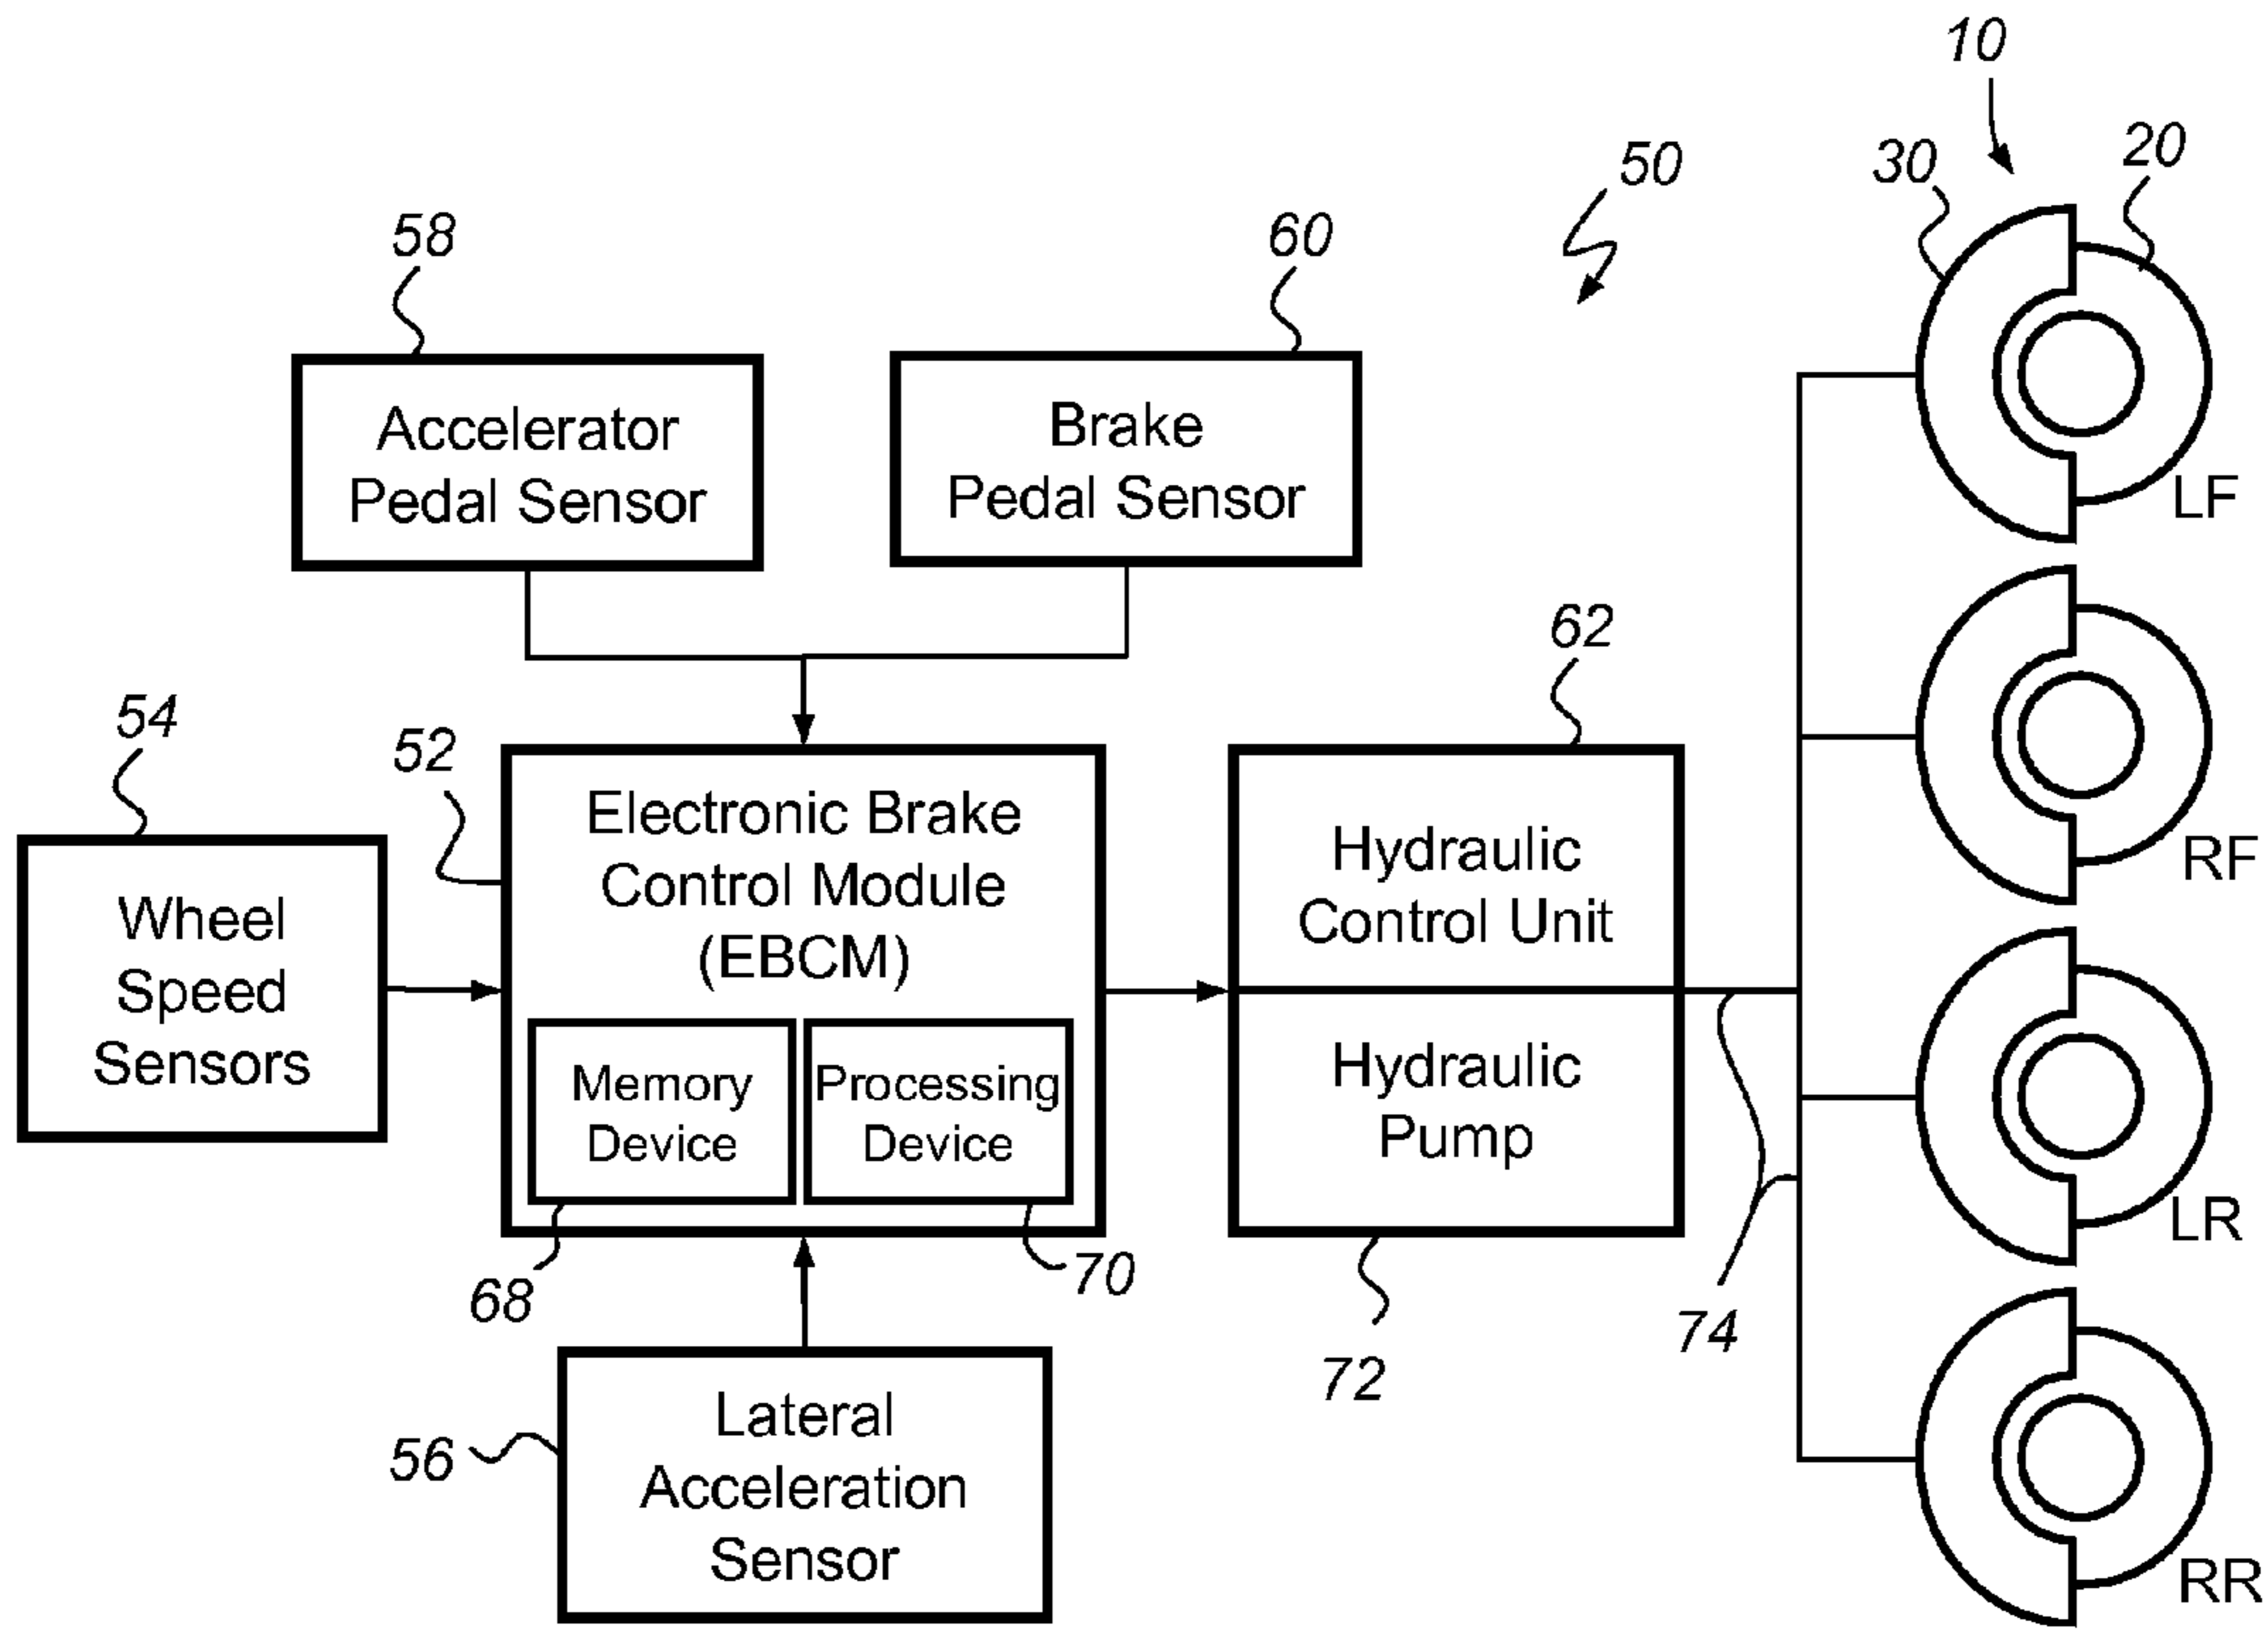 10
20
30
50
58
60
Accelerator
Pedal Sensor
Brake
Pedal Sensor
LF
62
54
52
Electronic Brake
Control Module
(EBCM)
Hydraulic
Control Unit
RF
Wheel
Speed
Sensors
Memory
Device
Processing
Device
Hydraulic
Pump
LR
68
70
72
74
56
Lateral
Acceleration
Sensor
RR